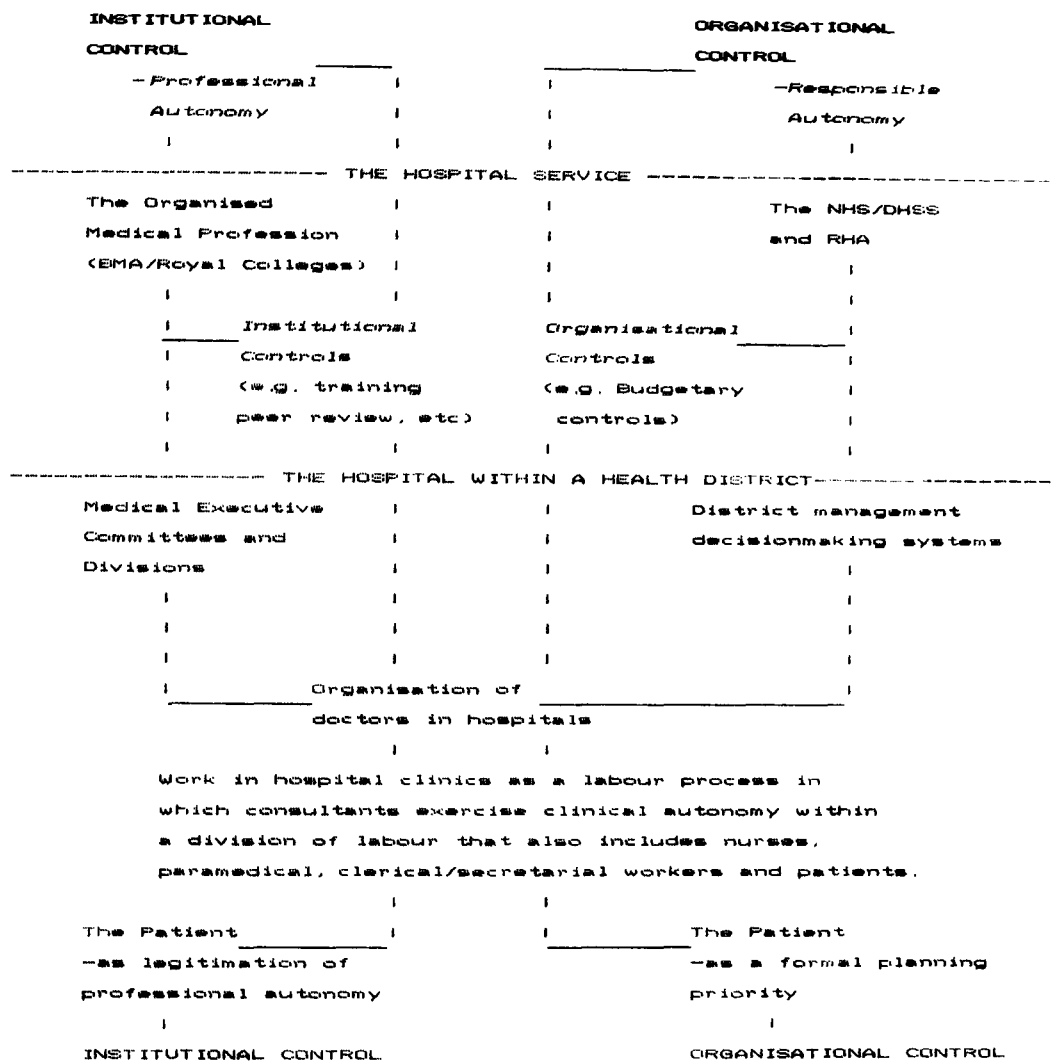 INSTITUTIONAL
CONTROL
-Professional
Autonomy
ORGANISATIONAL
CONTROL
-Responsible
Autonomy
THE HOSPITAL SERVICE
The Organised
Medical Profession
(BMA/Royal Colleges)
The NHS/DHSS
and RHA
Institutional
Controls
(e.g. training
peer review, etc)
Organisational
Controls
(e.g. Budgetary
controls)
THE HOSPITAL WITHIN A HEALTH DISTRICT
Medical Executive
Committees and
Divisions
District management
decisionmaking systems
Organisation of
doctors in hospitals
Work in hospital clinics as a labour process in
which consultants exercise clinical autonomy within
a division of labour that also includes nurses,
paramedical, clerical/secretarial workers and patients.
The Patient
-as legitimation of
professional autonomy
The Patient
-as a formal planning
priority
INSTITUTIONAL CONTROL
ORGANISATIONAL CONTROL